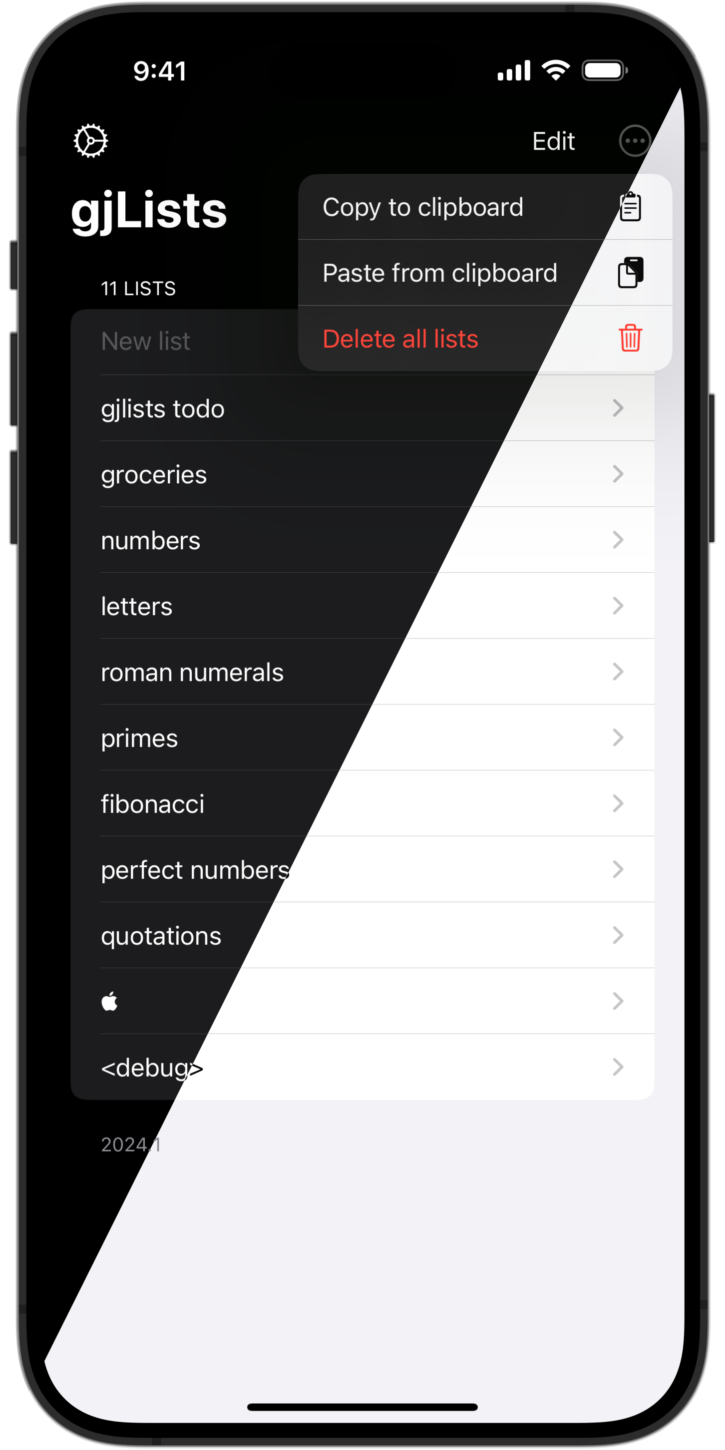 9:41
Edit
gjLists
Copy to clipboard
Paste from clipboard
Delete all lists
11 LISTS
New list
gjlists todo
groceries
numbers
letters
roman numerals
primes
fibonacci
perfect numbers
quotations

<debug>
2024.1